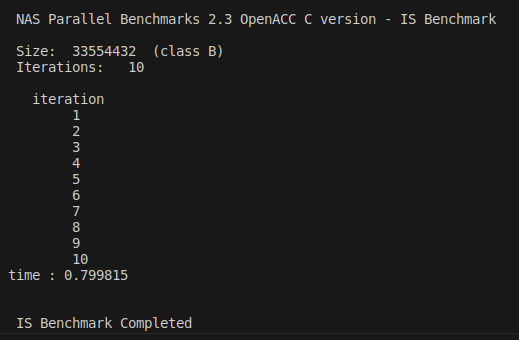 NAS Parallel Benchmarks 2.3 OpenACC C version - IS Benchmark
Size:  33554432  (class B)
Iterations:   10
iteration
1
2
3
4
5
6
7
8
9
10
time : 0.799815
IS Benchmark Completed